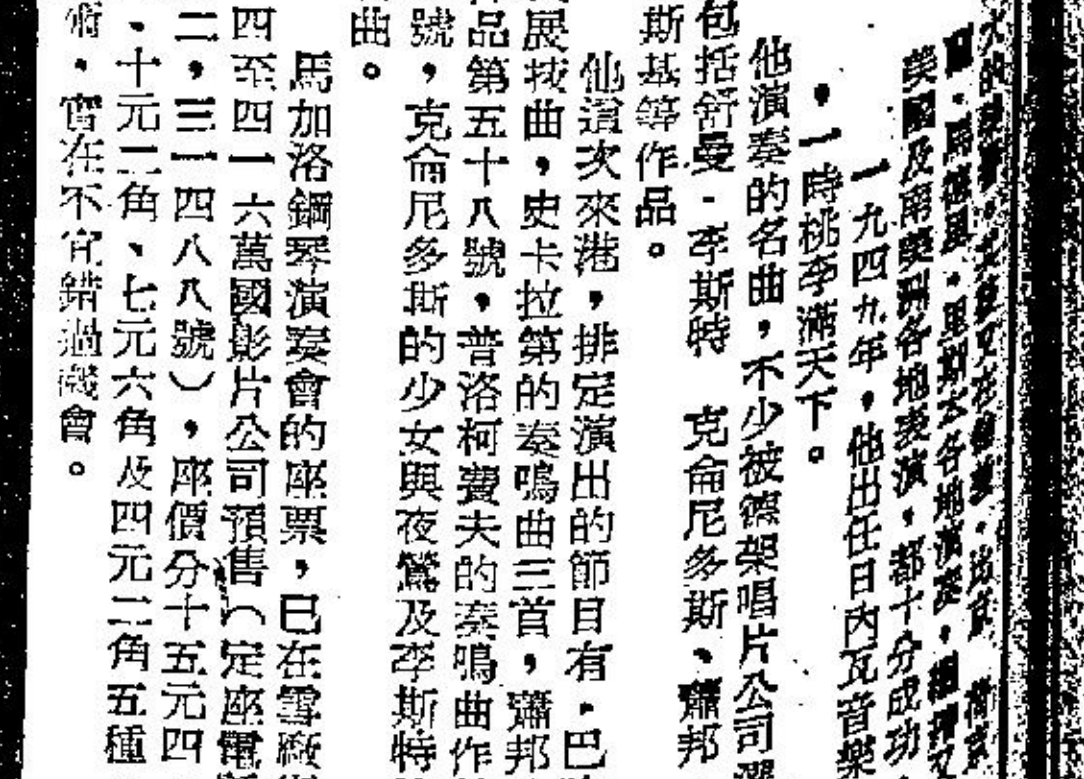 美國及南美洲各地表演，都十分成功
一九四九年，他出任日內瓦音樂
，一時桃李滿天下。
他演奏的名曲，不少被德架唱片公司選
包括舒曼．李斯特　克侖尼多斯、蕭邦
斯基等作品。
他這次來港，排定演出的節目有．巴
展拔曲，史卡拉第的奏鳴曲三首，蕭邦
品第五十八號，普洛柯費夫的奏鳴曲作
號，克侖尼多斯的少女與夜鶯及李斯特
曲。
馬加洛鋼琴演奏會的座票，已在雪廠
四至四一六萬國影片公司預售（定座電
二，三一四八八號），座價分十五元四
、十元二角、七元六角及四元二角五種
術，實在不宜錯過機會。